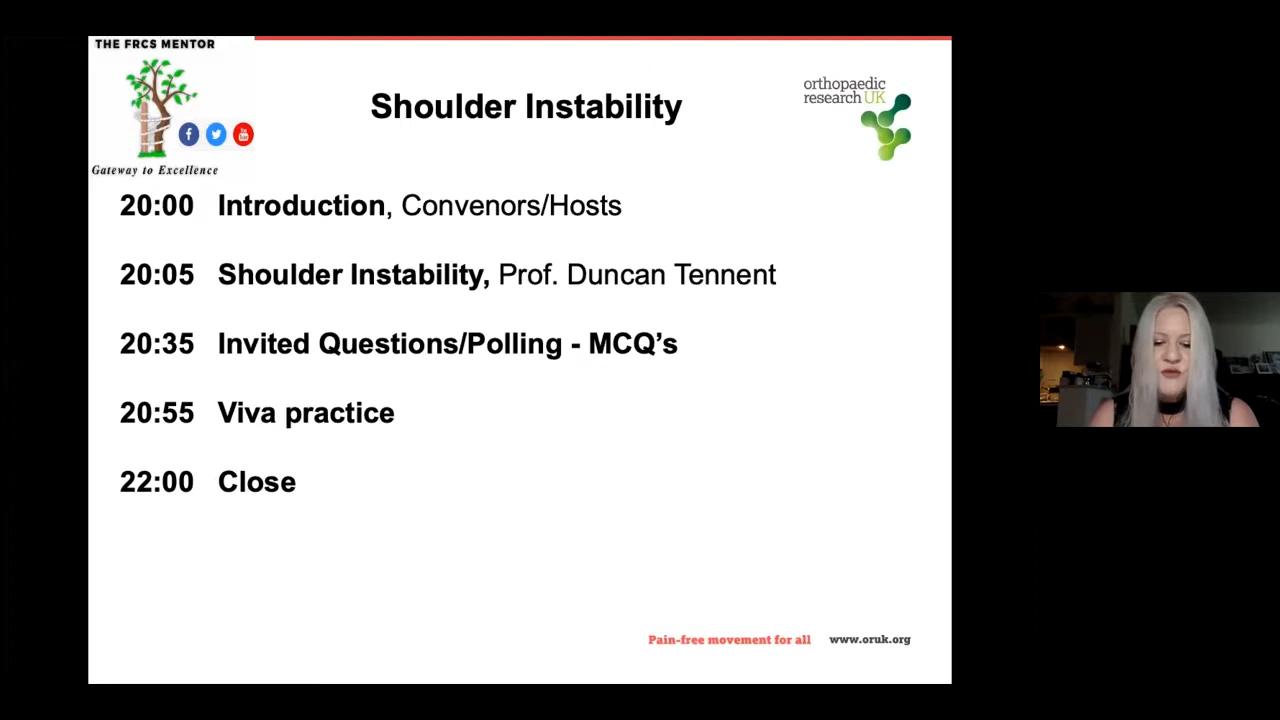 THE FRCS MENTOR
Gateway to Excellence
Shoulder Instability
orthopaedic
research UK
20:00 Introduction, Convenors/Hosts
20:05 Shoulder Instability, Prof. Duncan Tennent
20:35 Invited Questions/Polling - MCQ’s
20:55 Viva practice
22:00 Close
Pain-free movement for all www.oruk.org